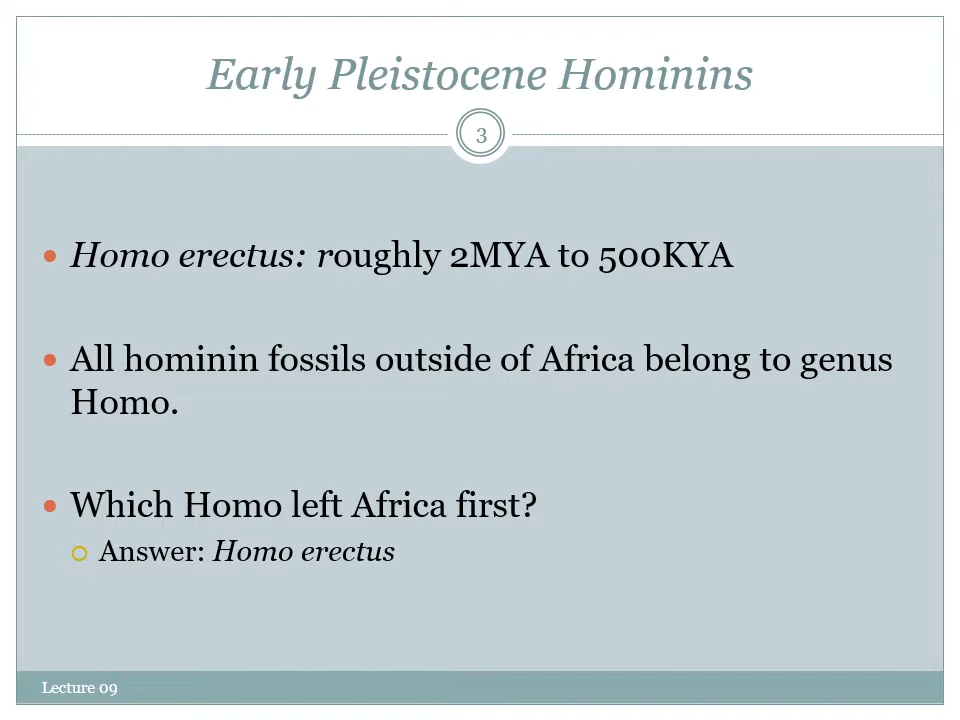 Early Pleistocene Hominins
3
Homo erectus: roughly 2MYA to 500KYA
All hominin fossils outside of Africa belong to genus
Homo.
Which Homo left Africa first?
Answer: Homo erectus
Lecture 09